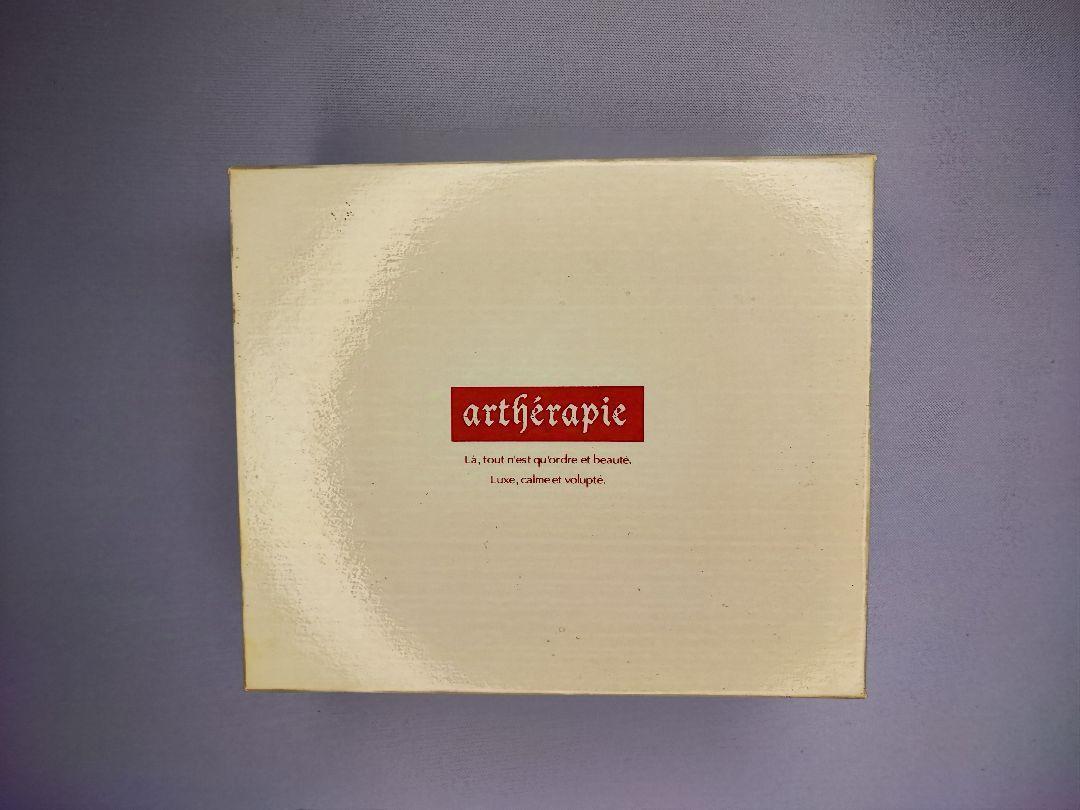 arthérapie
Là, tout n'est qu'ordre et beauté.
Luxe, calme et volupté.